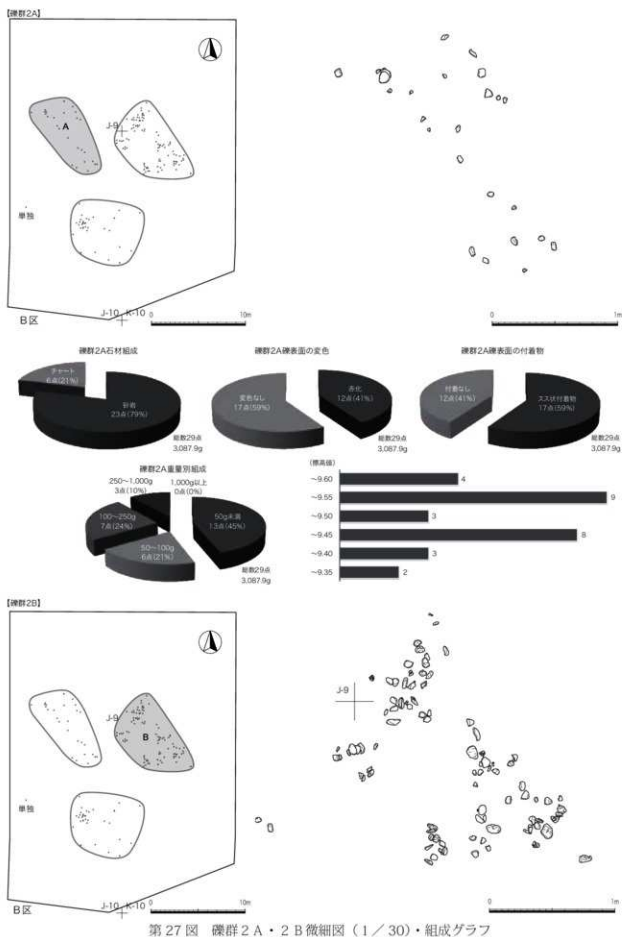 【礫群2A】
A
J-9
単独
J-10 K-10
B区
0 10m
0 1m
礫群2A石材組成
チャート
6点(21%)
砂岩
23点(79%)
総数29点
3,087.9g
礫群2A礫表面の変色
変色なし
17点(59%)
赤化
12点(41%)
総数29点
3,087.9g
礫群2A礫表面の付着物
付着なし
12点(41%)
スス状付着物
17点(59%)
総数29点
3,087.9g
礫群2A重量別組成
250～1,000g
3点(10%)
1,000g以上
0点(0%)
100～250g
7点(24%)
50g未満
13点(45%)
50～100g
6点(21%)
総数29点
3,087.9g
(標高値)
～9.60 4
～9.55 9
～9.50 3
～9.45 8
～9.40 3
～9.35 2
【礫群2B】
J-9
B
J-9
単独
J-10 K-10
B区
0 10m
0 1m
第27図 礫群2A・2B微細図(1／30)・組成グラフ